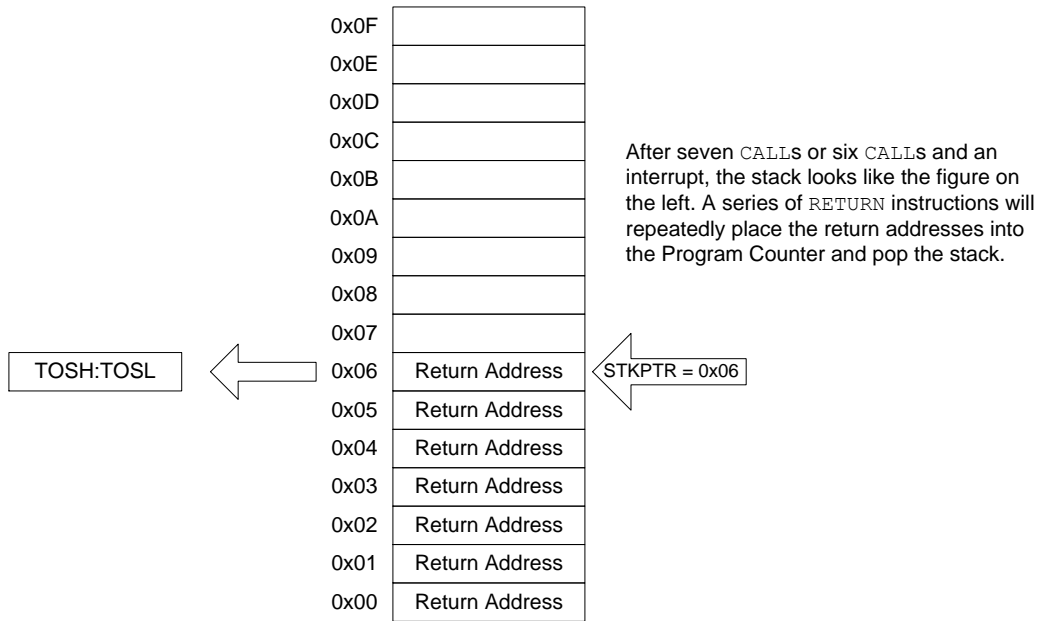 0x0F
0x0E
0x0D
0x0C
0x0B
0x0A
0x09
0x08
0x07
After seven CALLs or six CALLs and an
interrupt, the stack looks like the figure on
the left. A series of RETURN instructions will
repeatedly place the return addresses into
the Program Counter and pop the stack.
TOSH:TOSL
0x06 Return Address
STKPTR = 0x06
0x05 Return Address
0x04 Return Address
0x03 Return Address
0x02 Return Address
0x01 Return Address
0x00 Return Address